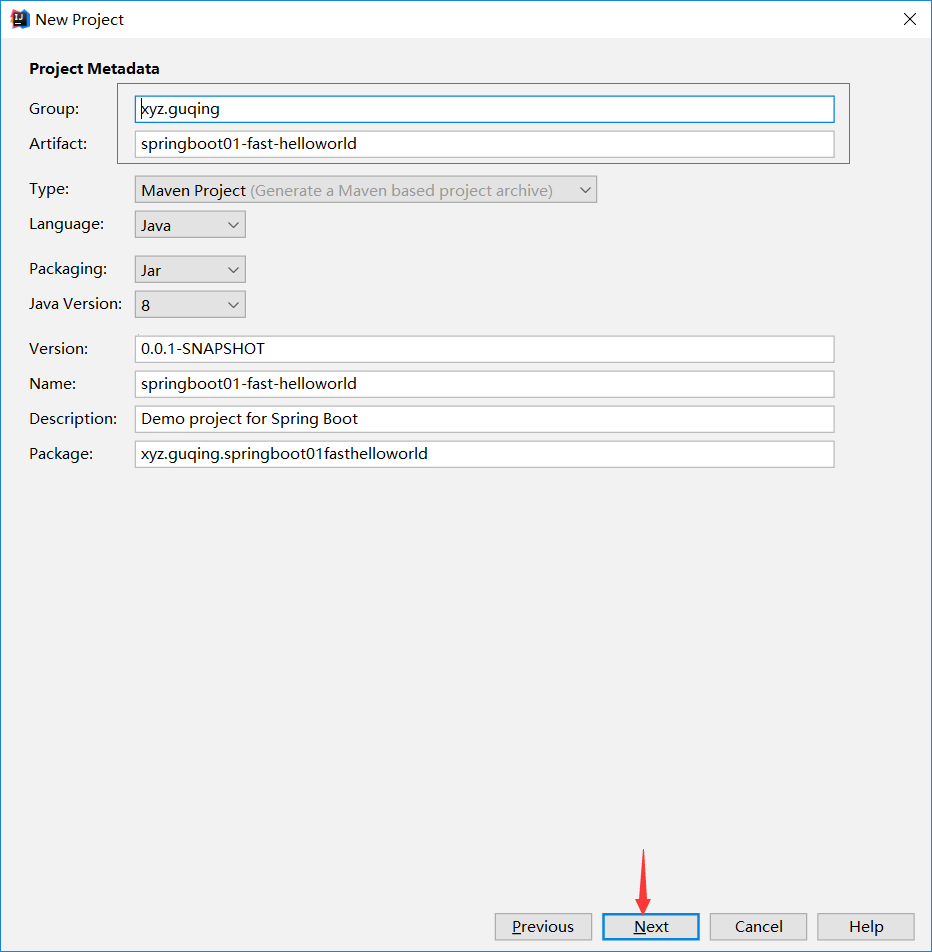 New Project
Project Metadata
Group: xyz.guqing
Artifact: springboot01-fast-helloworld
Type: Maven Project (Generate a Maven based project archive)
Language: Java
Packaging: Jar
Java Version: 8
Version: 0.0.1-SNAPSHOT
Name: springboot01-fast-helloworld
Description: Demo project for Spring Boot
Package: xyz.guqing.springboot01fasthelloworld
Previous Next Cancel Help